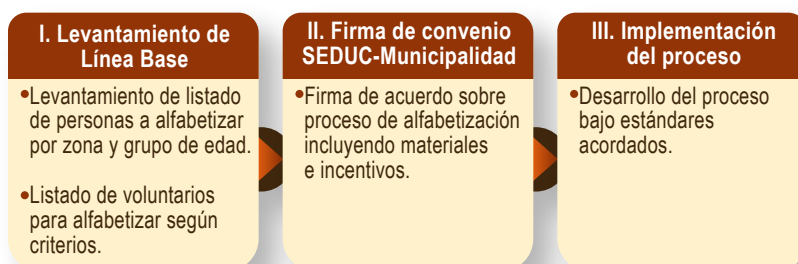 I. Levantamiento de
Línea Base
•Levantamiento de listado
de personas a alfabetizar
por zona y grupo de edad.
•Listado de voluntarios
para alfabetizar según
criterios.
II. Firma de convenio
SEDUC-Municipalidad
•Firma de acuerdo sobre
proceso de alfabetización
incluyendo materiales
e incentivos.
III. Implementación
del proceso
•Desarrollo del proceso
bajo estándares
acordados.